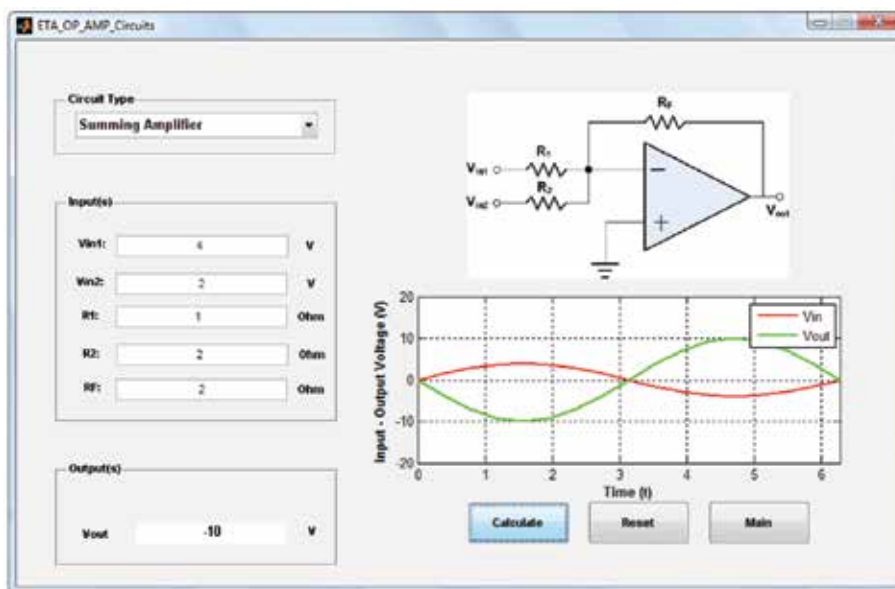 ETA_OP_AMP_Circuits
Circuit Type
Summing Amplifier
Input(s)
Vin1: 4 V
Vin2: 2 V
R1: 1 Ohm
R2: 2 Ohm
RF: 2 Ohm
Output(s)
Vout -10 V
RF
R1
Vin1
R2
Vin2
Vout
20
10
0
-10
-20
Input - Output Voltage (V)
Vin
Vout
0 1 2 3 4 5 6
Time (t)
Calculate Reset Main